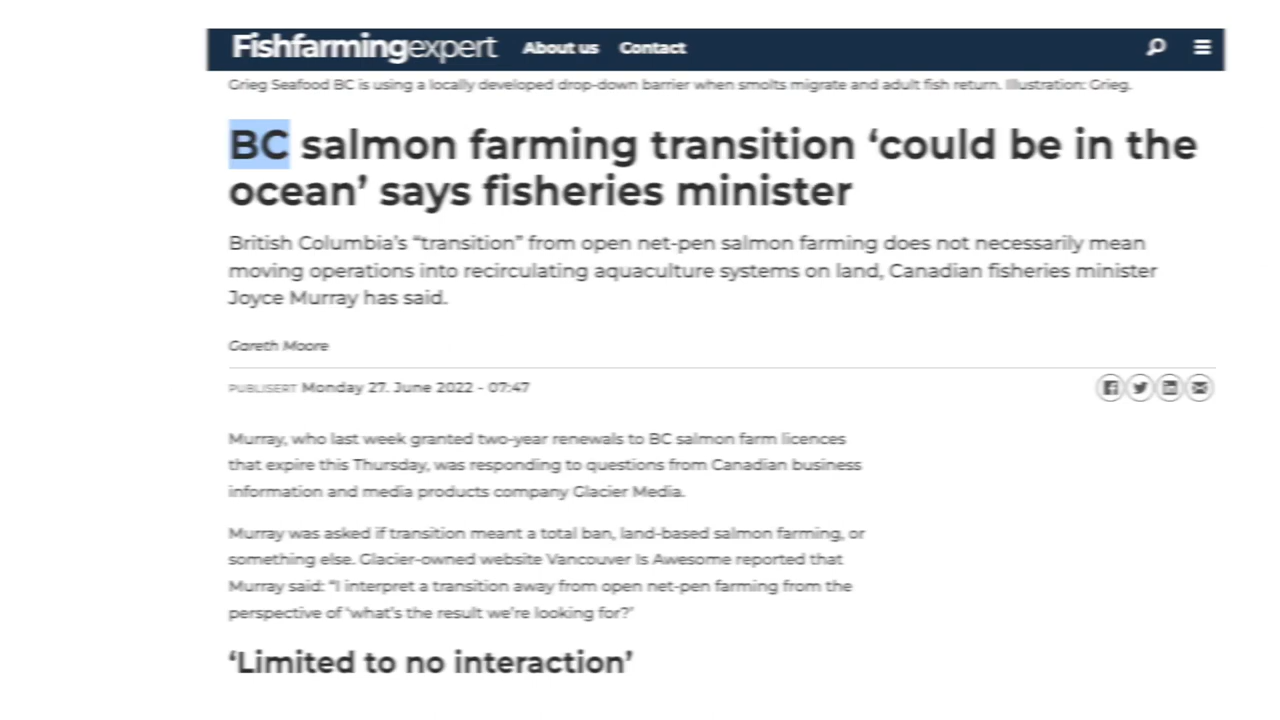 Fishfarmingexpert About us Contact
Grieg Seafood BC is using a locally developed drop-down barrier when smolts migrate and adult fish return. Illustration: Grieg.
BC salmon farming transition ‘could be in the
ocean’ says fisheries minister
British Columbia’s “transition” from open net-pen salmon farming does not necessarily mean
moving operations into recirculating aquaculture systems on land, Canadian fisheries minister
Joyce Murray has said.
Gareth Moore
PUBLISERT Monday 27. June 2022 - 07:47
Murray, who last week granted two-year renewals to BC salmon farm licences
that expire this Thursday, was responding to questions from Canadian business
information and media products company Glacier Media.
Murray was asked if transition meant a total ban, land-based salmon farming, or
something else. Glacier-owned website Vancouver Is Awesome reported that
Murray said: “I interpret a transition away from open net-pen farming from the
perspective of ‘what’s the result we’re looking for?’
‘Limited to no interaction’